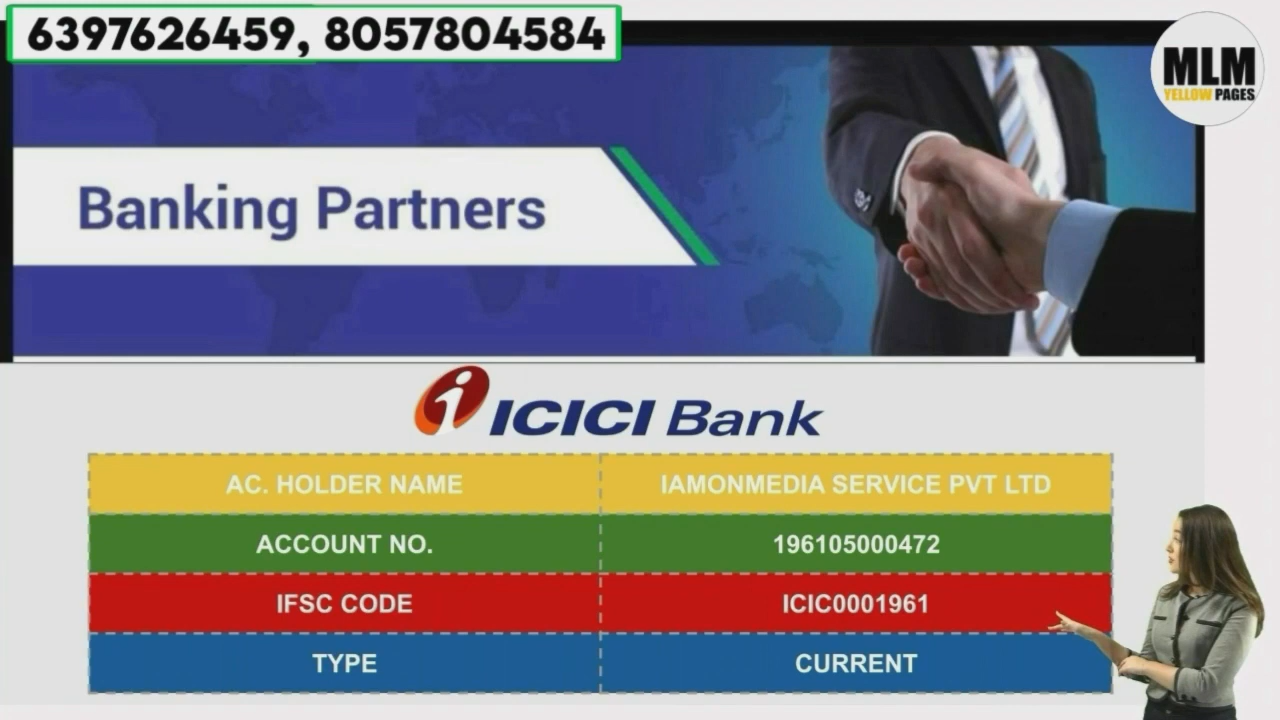 6397626459, 8057804584
MLM
YELLOW PAGES
Banking Partners
i ICICI Bank
AC. HOLDER NAME IAMONMEDIA SERVICE PVT LTD
ACCOUNT NO. 196105000472
IFSC CODE ICIC0001961
TYPE CURRENT